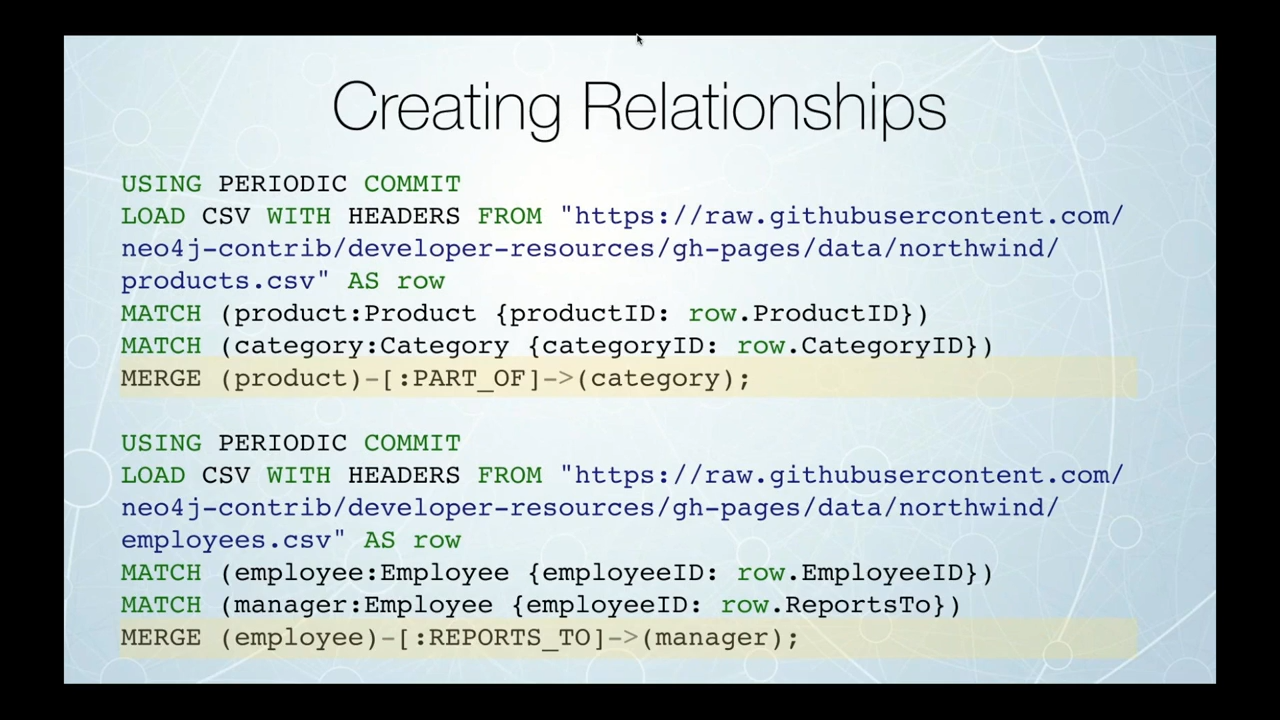 Creating Relationships
USING PERIODIC COMMIT
LOAD CSV WITH HEADERS FROM "https://raw.githubusercontent.com/
neo4j-contrib/developer-resources/gh-pages/data/northwind/
products.csv" AS row
MATCH (product:Product {productID: row.ProductID})
MATCH (category:Category {categoryID: row.CategoryID})
MERGE (product)-[:PART_OF]->(category);
USING PERIODIC COMMIT
LOAD CSV WITH HEADERS FROM "https://raw.githubusercontent.com/
neo4j-contrib/developer-resources/gh-pages/data/northwind/
employees.csv" AS row
MATCH (employee:Employee {employeeID: row.EmployeeID})
MATCH (manager:Employee {employeeID: row.ReportsTo})
MERGE (employee)-[:REPORTS_TO]->(manager);